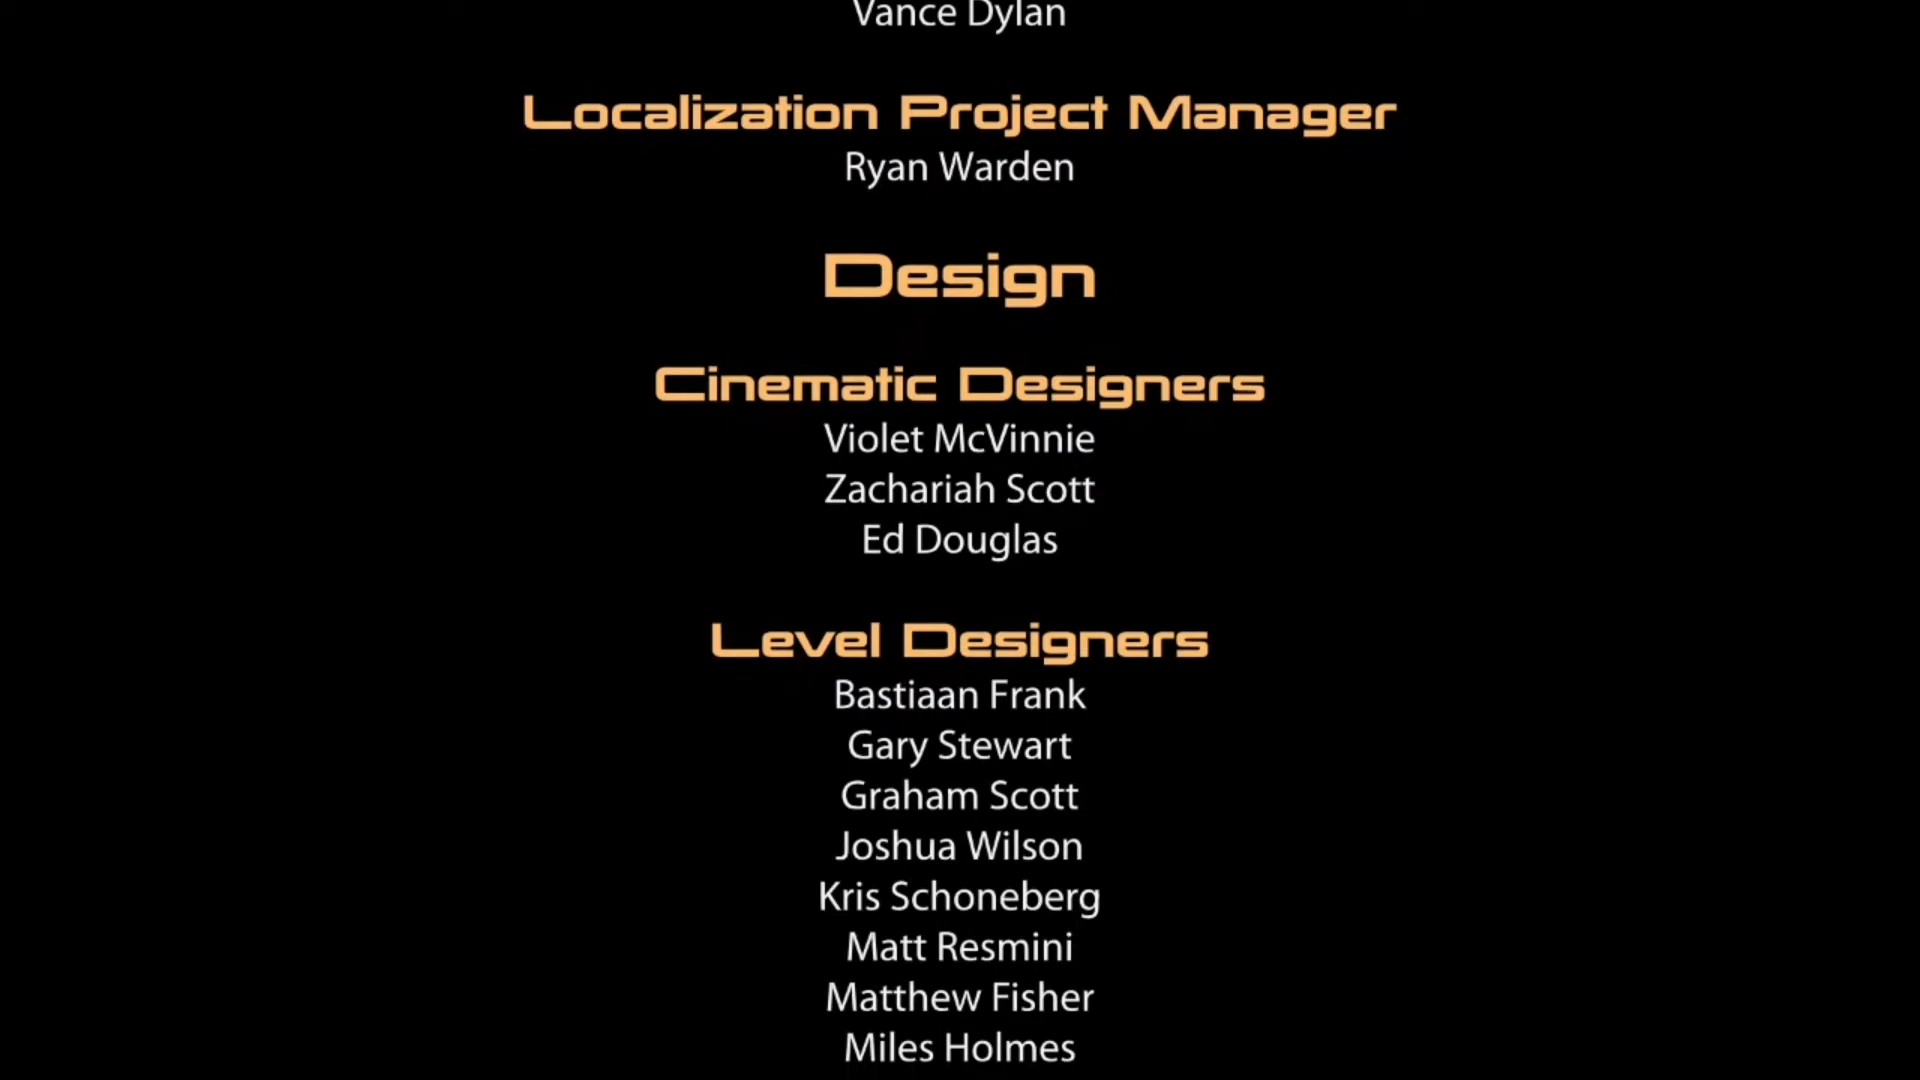 Vance Dylan
Localization Project Manager
Ryan Warden
Design
Cinematic Designers
Violet McVinnie
Zachariah Scott
Ed Douglas
Level Designers
Bastiaan Frank
Gary Stewart
Graham Scott
Joshua Wilson
Kris Schoneberg
Matt Resmini
Matthew Fisher
Miles Holmes